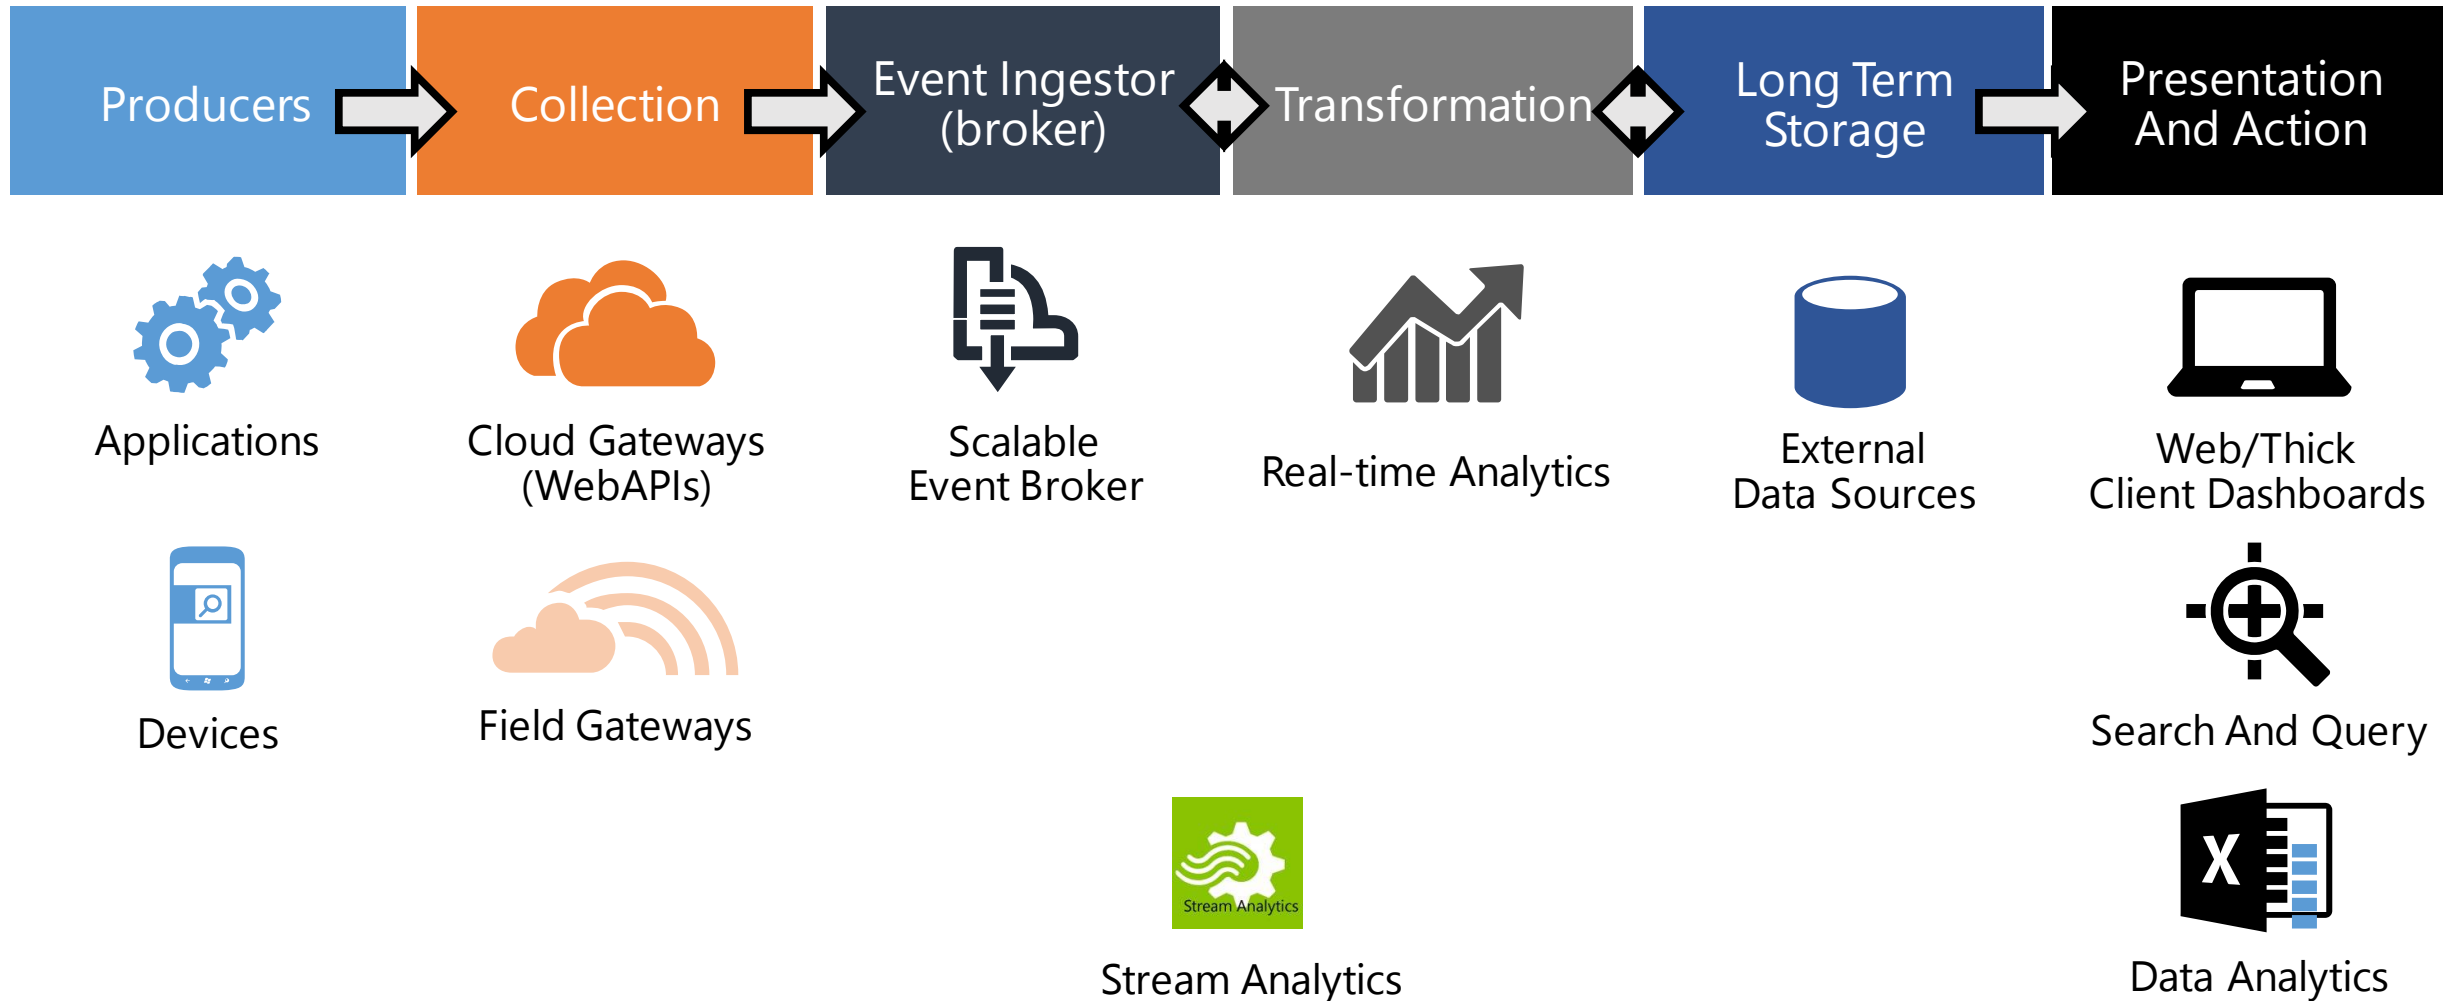 Producers
Collection
Event Ingestor
(broker)
Transformation
Long Term
Storage
Presentation
And Action
Applications
Cloud Gateways
(WebAPIs)
Scalable
Event Broker
Real-time Analytics
External
Data Sources
Web/Thick
Client Dashboards
Devices
Field Gateways
Search And Query
Stream Analytics
Stream Analytics
X
Data Analytics